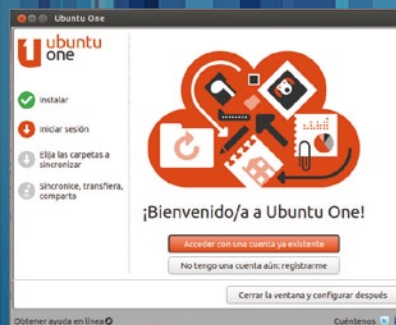 Ubuntu One
ubuntu
one
Instalar
Iniciar sesión
Elija las carpetas a
sincronizar
Sincronice, transfiera,
comparta
¡Bienvenido/a a Ubuntu One!
Acceder con una cuenta ya existente
No tengo una cuenta aún: registrarme
Cerrar la ventana y configurar después
Obtener ayuda en línea
Cuéntenos